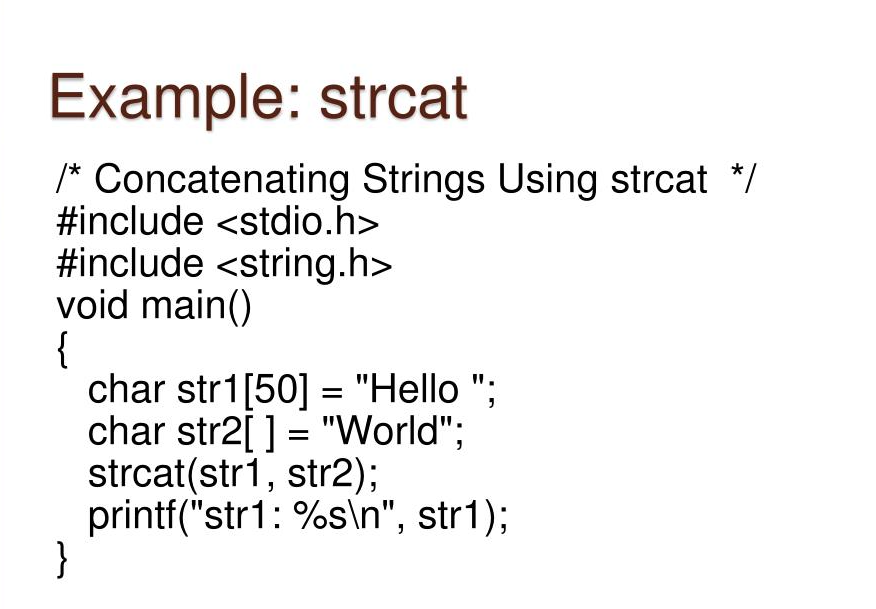 Example: strcat
/* Concatenating Strings Using strcat  */
#include <stdio.h>
#include <string.h>
void main()
{
char str1[50] = "Hello ";
char str2[ ] = "World";
strcat(str1, str2);
printf("str1: %s\n", str1);
}